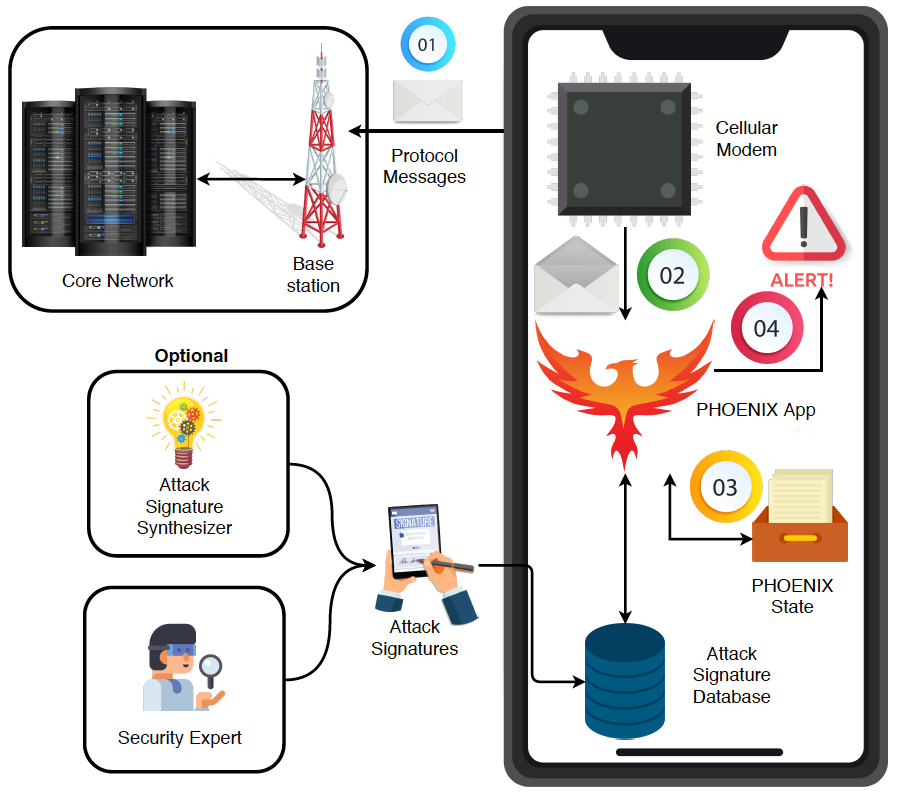 01
Protocol
Messages
Core Network
Base
station
Cellular
Modem
02
ALERT!
04
PHOENIX App
03
PHOENIX
State
Optional
Attack
Signature
Synthesizer
SIGNATURE
Attack
Signatures
Security Expert
Attack
Signature
Database